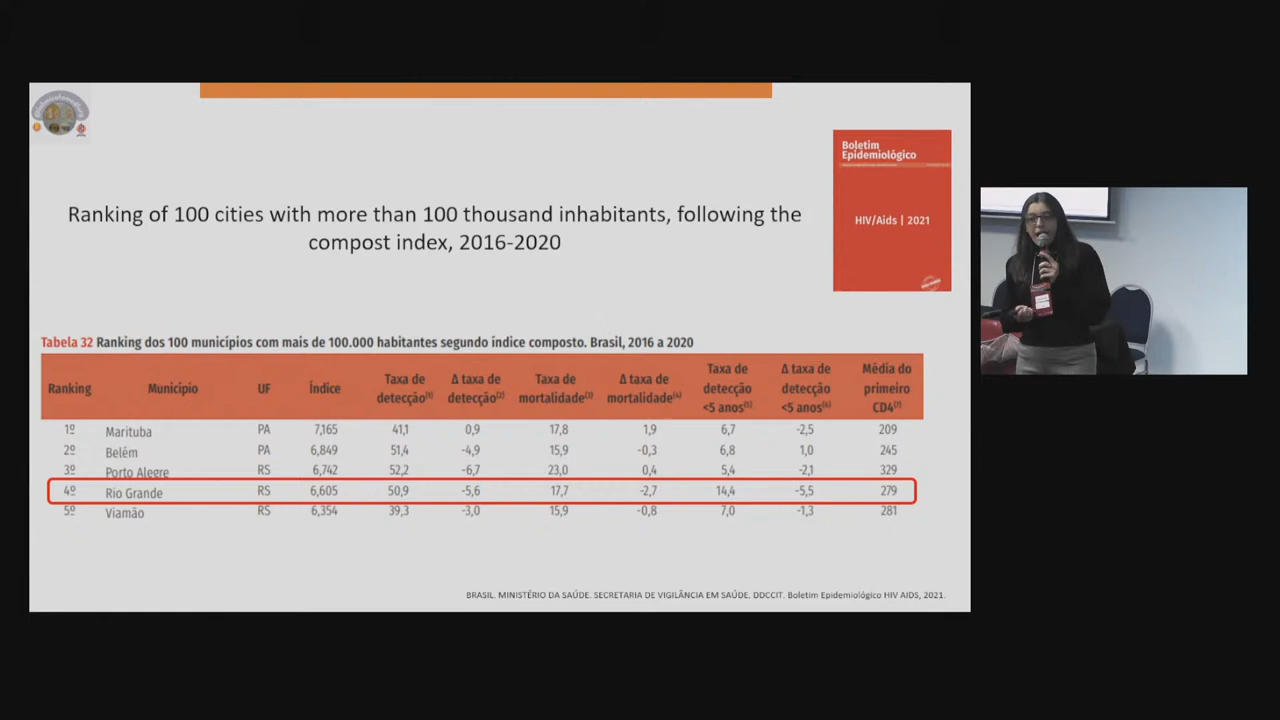 Boletim
Epidemiológico
HIV/Aids | 2021
Ranking of 100 cities with more than 100 thousand inhabitants, following the
compost index, 2016-2020
Tabela 32 Ranking dos 100 municípios com mais de 100.000 habitantes segundo índice composto. Brasil, 2016 a 2020
Ranking Município UF Índice Taxa de detecção(1) Δ taxa de detecção(2) Taxa de mortalidade(3) Δ taxa de mortalidade(4) Taxa de detecção <5 anos(5) Δ taxa de detecção <5 anos(6) Média do primeiro CD4(7)
1º Marituba PA 7,165 41,1 0,9 17,8 1,9 6,7 -2,5 209
2º Belém PA 6,849 51,4 -4,9 15,9 -0,3 6,8 1,0 245
3º Porto Alegre RS 6,742 52,2 -6,7 23,0 0,4 5,4 -2,1 329
4º Rio Grande RS 6,605 50,9 -5,6 17,7 -2,7 14,4 -5,5 279
5º Viamão RS 6,354 39,3 -3,0 15,9 -0,8 7,0 -1,3 281
BRASIL. MINISTÉRIO DA SAÚDE. SECRETARIA DE VIGILÂNCIA EM SAÚDE. DDCCIT. Boletim Epidemiológico HIV AIDS, 2021.